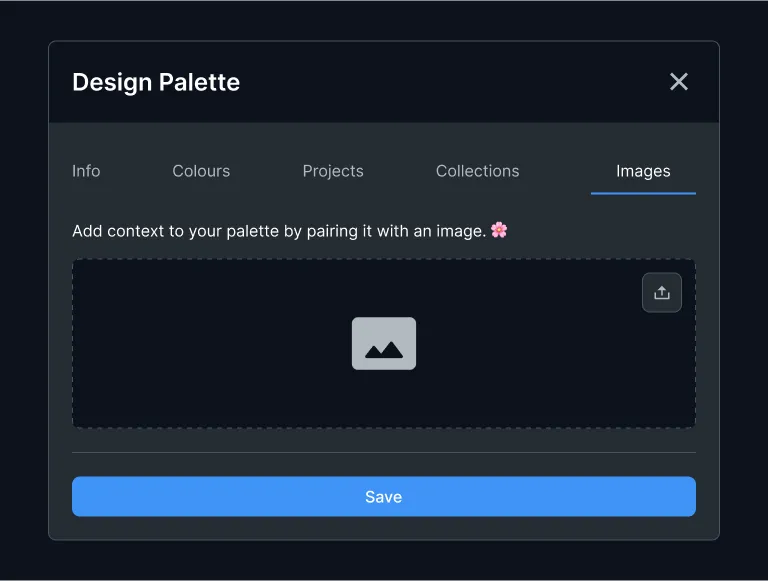 Design Palette
Info
Colours
Projects
Collections
Images
Add context to your palette by pairing it with an image. 🌸
Save